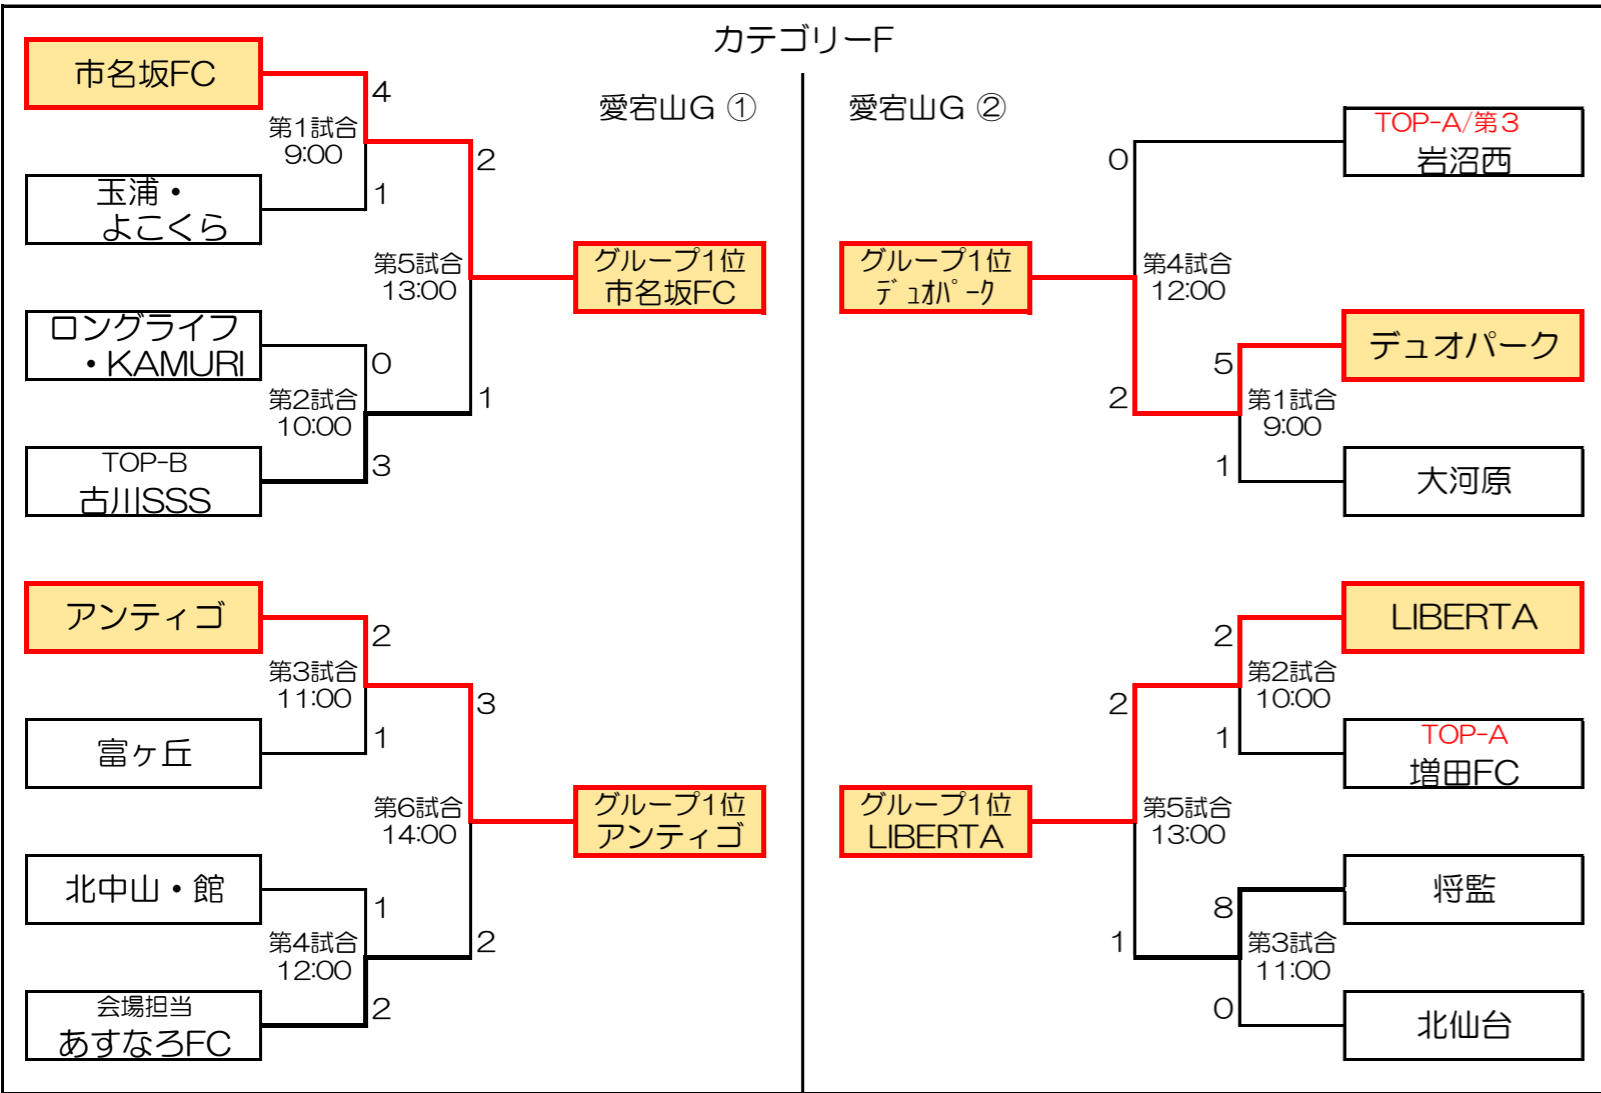 カテゴリーF
愛宕山G ①
市名坂FC
4
第1試合
9:00
1
玉浦・
よこくら
2
第5試合
13:00
グループ1位
市名坂FC
ロングライフ
・KAMURI
0
第2試合
10:00
1
3
TOP-B
古川SSS
アンティゴ
2
第3試合
11:00
1
富ヶ丘
3
第6試合
14:00
グループ1位
アンティゴ
北中山・館
1
第4試合
12:00
2
2
会場担当
あすなろFC
愛宕山G ②
TOP-A/第3
岩沼西
0
グループ1位
ﾃﾞｭｵﾊﾟｰｸ
第4試合
12:00
デュオパーク
5
2
第1試合
9:00
1
大河原
LIBERTA
2
第2試合
10:00
2
1
TOP-A
増田FC
グループ1位
LIBERTA
第5試合
13:00
将監
8
1
第3試合
11:00
0
北仙台